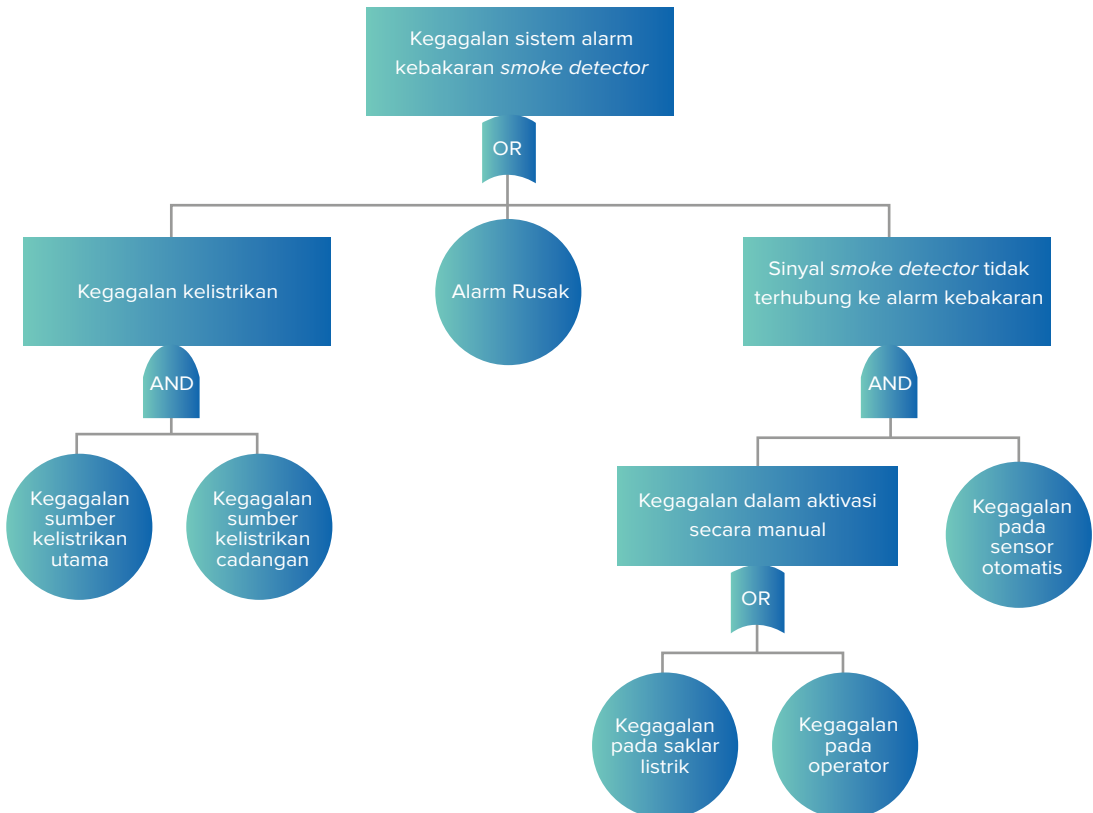 Kegagalan sistem alarm
kebakaran smoke detector
OR
Kegagalan kelistrikan
Alarm Rusak
Sinyal smoke detector tidak
terhubung ke alarm kebakaran
AND
AND
Kegagalan
sumber
kelistrikan
utama
Kegagalan
sumber
kelistrikan
cadangan
Kegagalan dalam aktivasi
secara manual
Kegagalan
pada
sensor
otomatis
OR
Kegagalan
pada saklar
listrik
Kegagalan
pada
operator